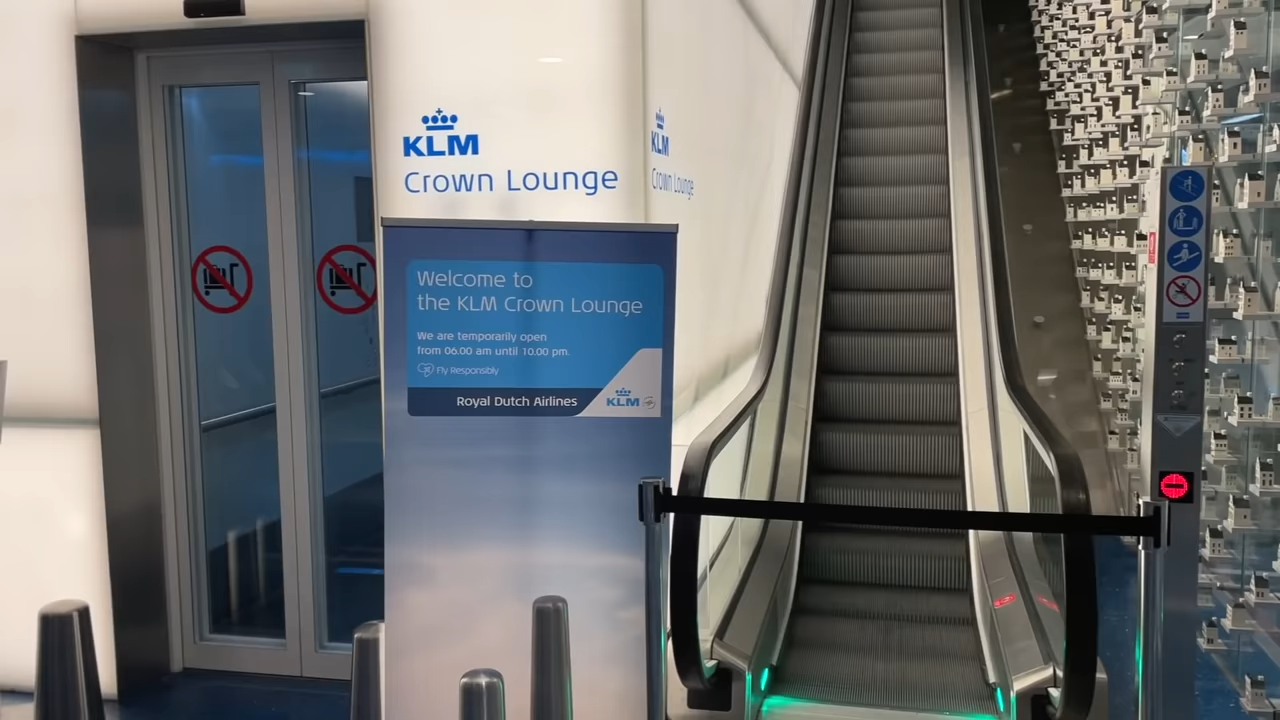 KLM
Crown Lounge
KLM
Crown Lounge
Welcome to
the KLM Crown Lounge
We are temporarily open
from 06.00 am until 10.00 pm.
Fly Responsibly
Royal Dutch Airlines
KLM